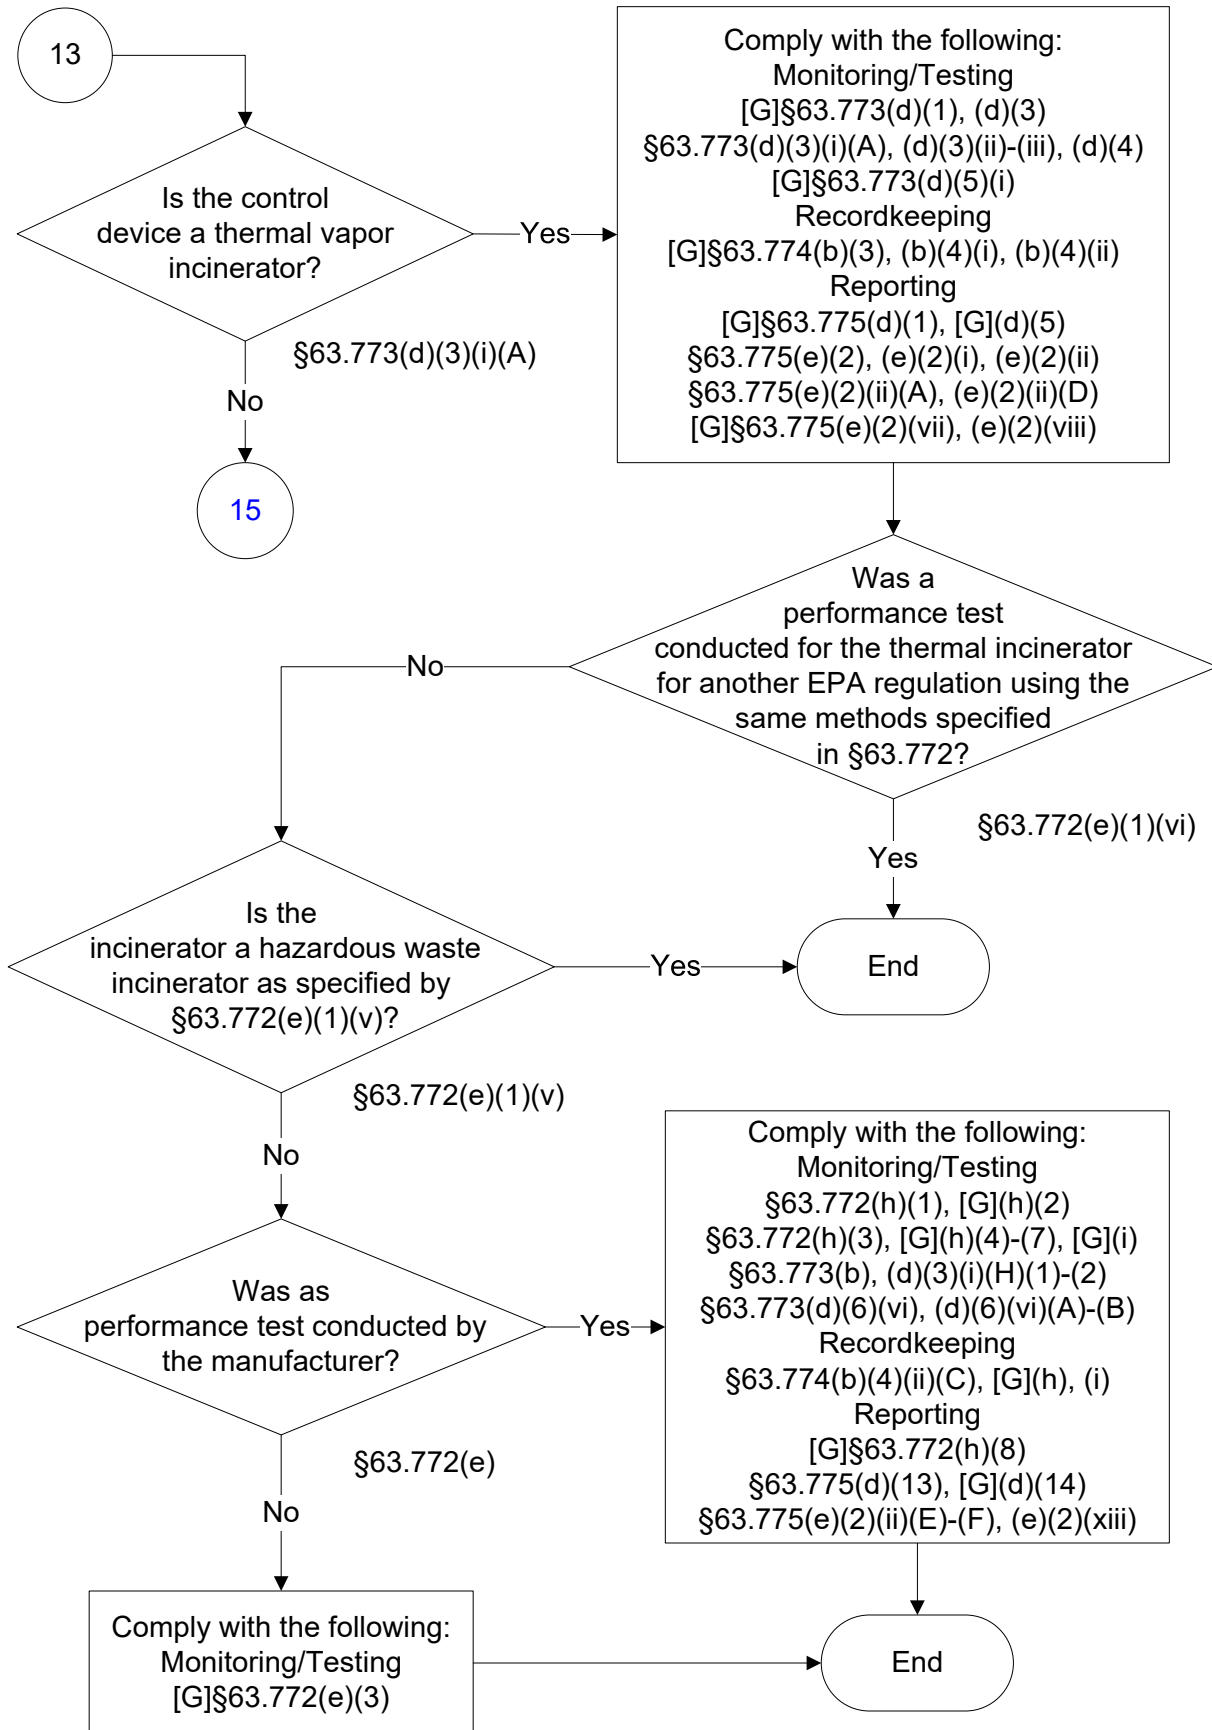 13
Is the control
device a thermal vapor
incinerator?
Yes
§63.773(d)(3)(i)(A)
No
15
Comply with the following:
Monitoring/Testing
[G]§63.773(d)(1), (d)(3)
§63.773(d)(3)(i)(A), (d)(3)(ii)-(iii), (d)(4)
[G]§63.773(d)(5)(i)
Recordkeeping
[G]§63.774(b)(3), (b)(4)(i), (b)(4)(ii)
Reporting
[G]§63.775(d)(1), [G](d)(5)
§63.775(e)(2), (e)(2)(i), (e)(2)(ii)
§63.775(e)(2)(ii)(A), (e)(2)(ii)(D)
[G]§63.775(e)(2)(vii), (e)(2)(viii)
Was a
performance test
conducted for the thermal incinerator
for another EPA regulation using the
same methods specified
in §63.772?
No
§63.772(e)(1)(vi)
Yes
End
Is the
incinerator a hazardous waste
incinerator as specified by
§63.772(e)(1)(v)?
Yes
§63.772(e)(1)(v)
No
Was as
performance test conducted by
the manufacturer?
Yes
§63.772(e)
No
Comply with the following:
Monitoring/Testing
§63.772(h)(1), [G](h)(2)
§63.772(h)(3), [G](h)(4)-(7), [G](i)
§63.773(b), (d)(3)(i)(H)(1)-(2)
§63.773(d)(6)(vi), (d)(6)(vi)(A)-(B)
Recordkeeping
§63.774(b)(4)(ii)(C), [G](h), (i)
Reporting
[G]§63.772(h)(8)
§63.775(d)(13), [G](d)(14)
§63.775(e)(2)(ii)(E)-(F), (e)(2)(xiii)
Comply with the following:
Monitoring/Testing
[G]§63.772(e)(3)
End